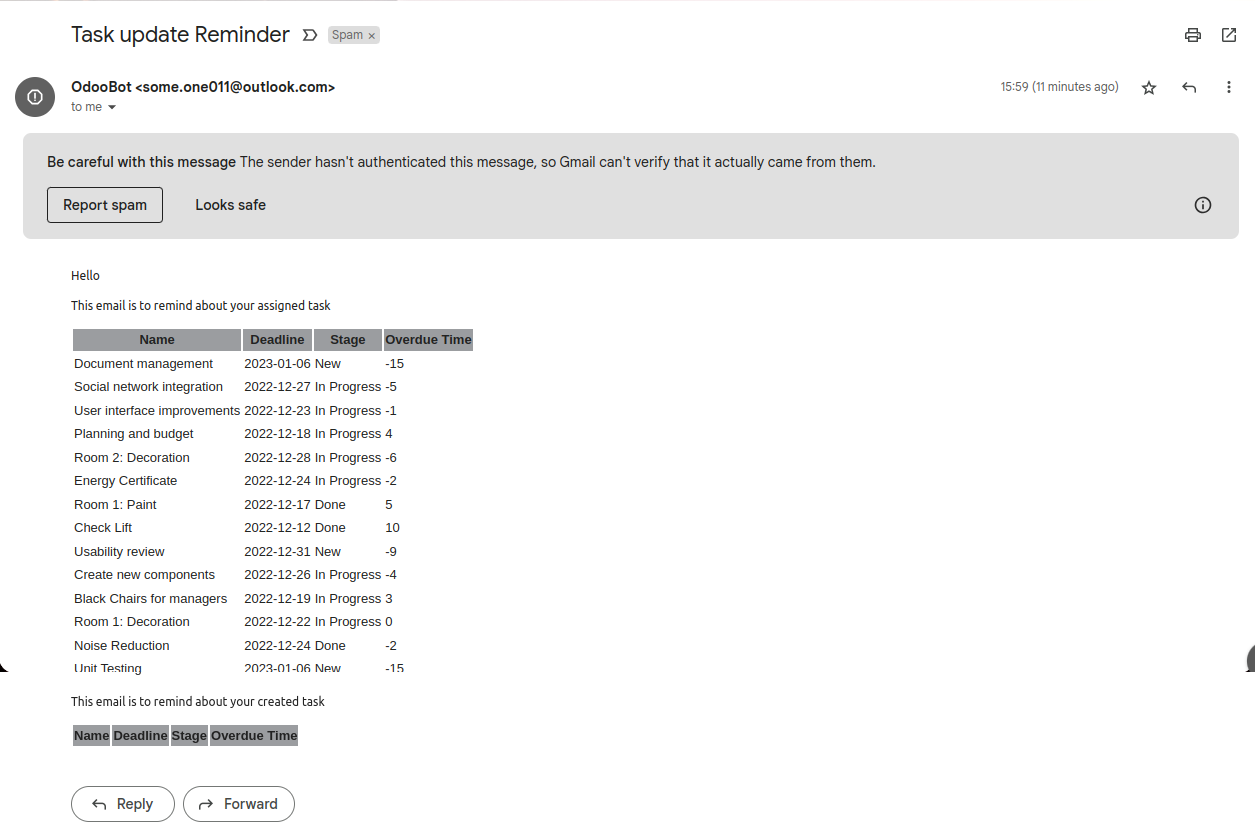 Task update Reminder Spam ×
OdooBot <some.one011@outlook.com> 15:59 (11 minutes ago)
to me
Be careful with this message The sender hasn't authenticated this message, so Gmail can't verify that it actually came from them.
Report spam Looks safe
Hello
This email is to remind about your assigned task
Name Deadline Stage Overdue Time
Document management 2023-01-06 New -15
Social network integration 2022-12-27 In Progress -5
User interface improvements 2022-12-23 In Progress -1
Planning and budget 2022-12-18 In Progress 4
Room 2: Decoration 2022-12-28 In Progress -6
Energy Certificate 2022-12-24 In Progress -2
Room 1: Paint 2022-12-17 Done 5
Check Lift 2022-12-12 Done 10
Usability review 2022-12-31 New -9
Create new components 2022-12-26 In Progress -4
Black Chairs for managers 2022-12-19 In Progress 3
Room 1: Decoration 2022-12-22 In Progress 0
Noise Reduction 2022-12-24 Done -2
Unit Testing 2023-01-06 New -15
This email is to remind about your created task
Name Deadline Stage Overdue Time
Reply Forward